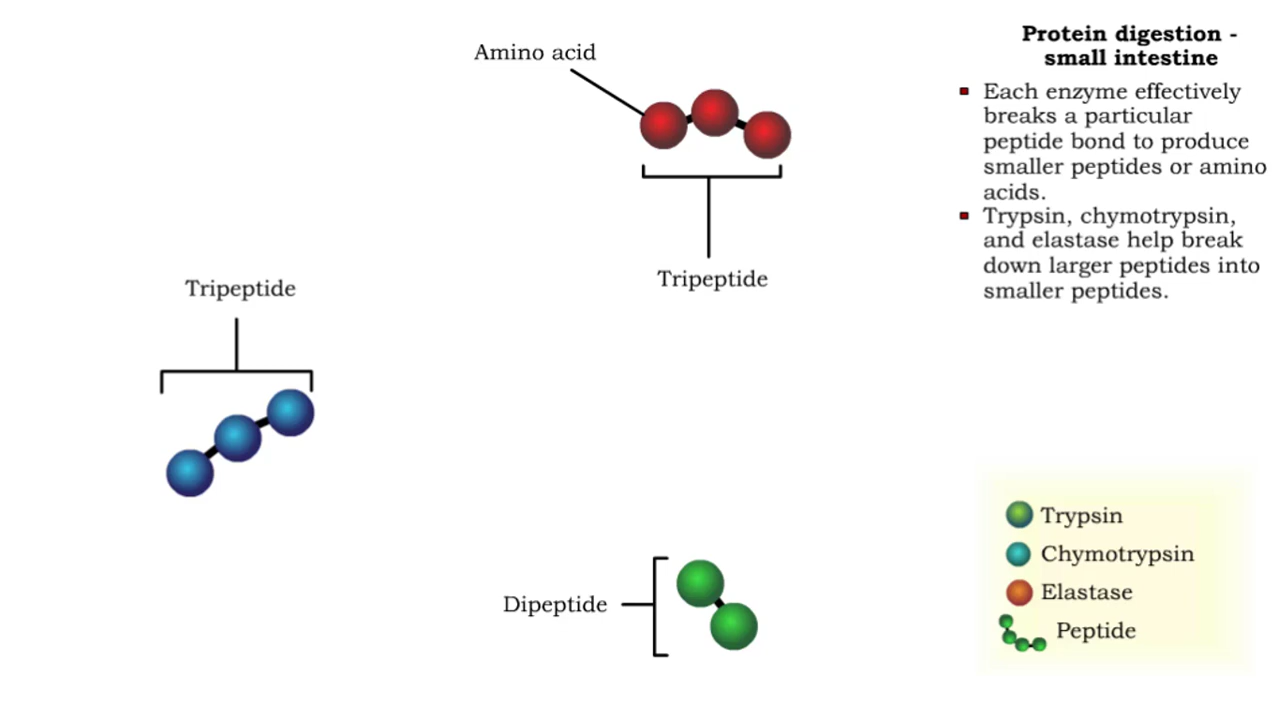 Amino acid
Tripeptide
Tripeptide
Dipeptide
Protein digestion -
small intestine
Each enzyme effectively
breaks a particular
peptide bond to produce
smaller peptides or amino
acids.
Trypsin, chymotrypsin,
and elastase help break
down larger peptides into
smaller peptides.
Trypsin
Chymotrypsin
Elastase
Peptide